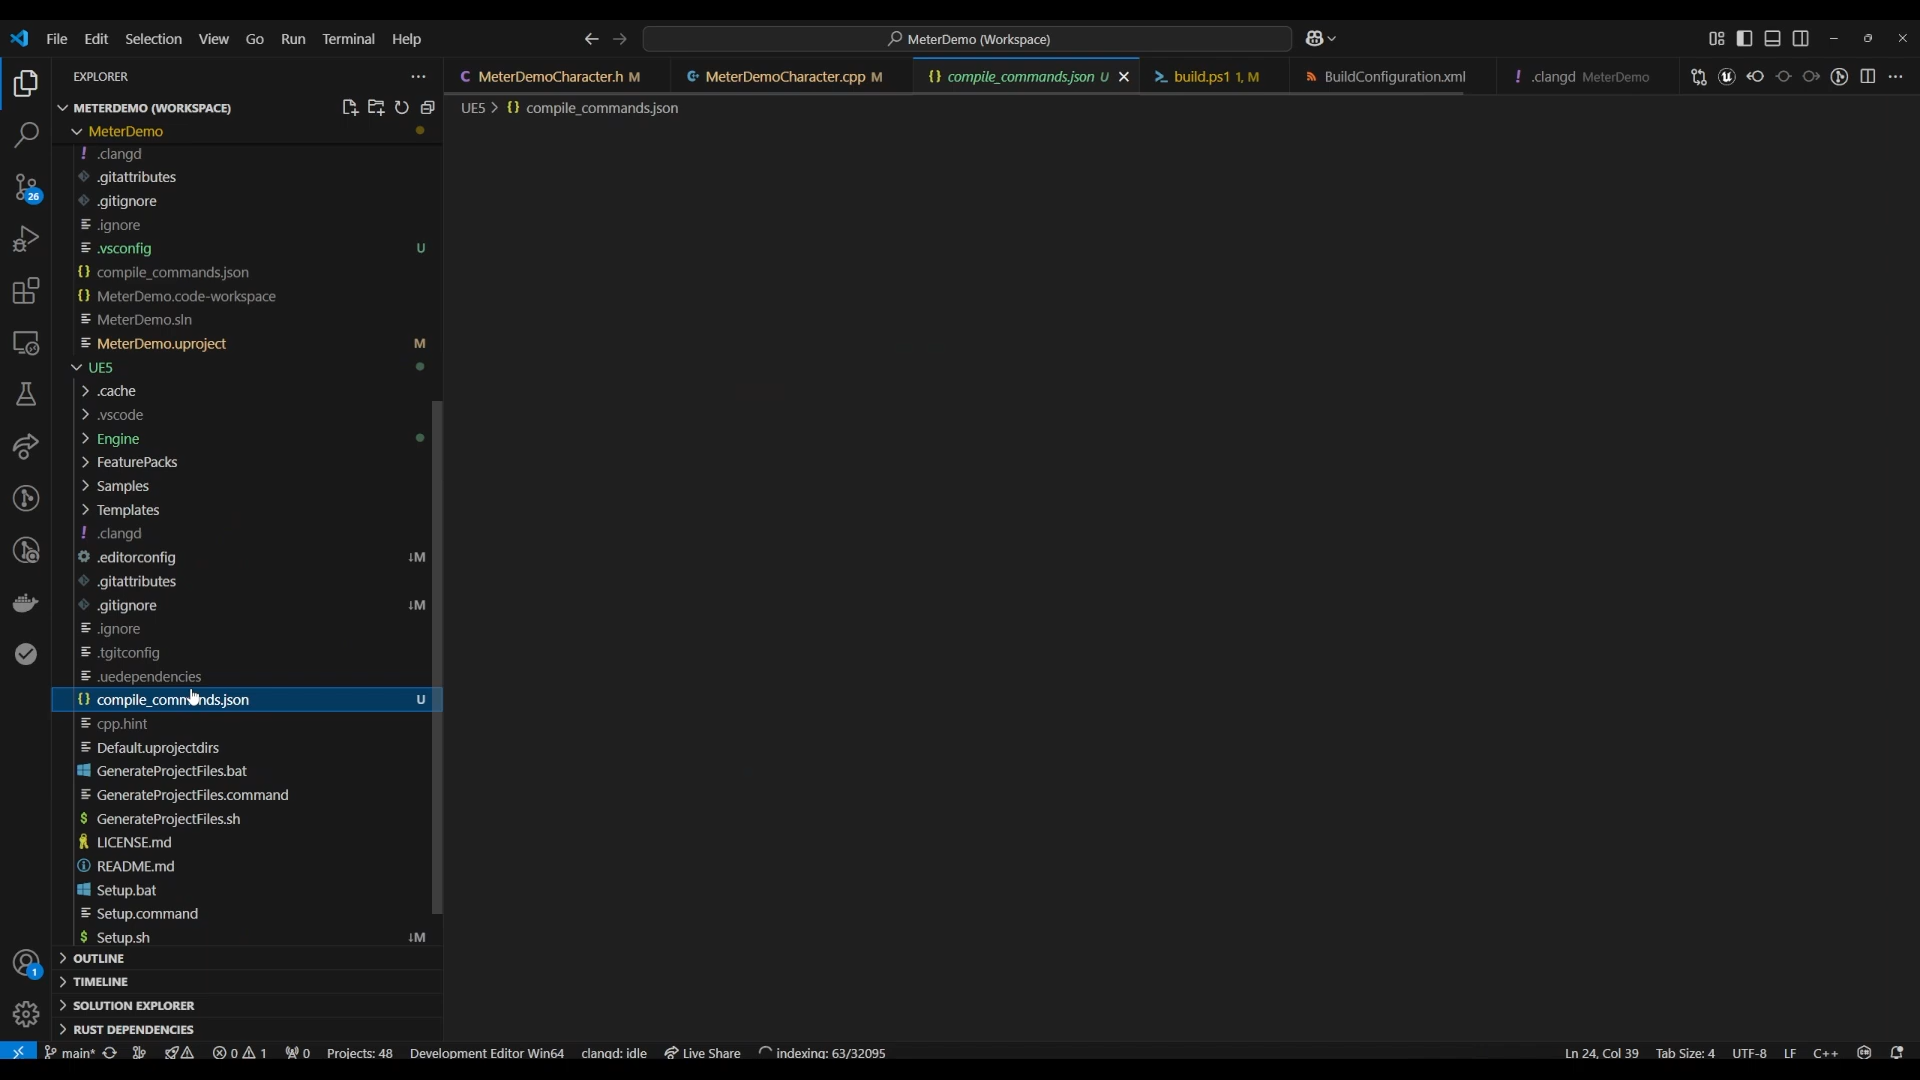 File Edit Selection View Go Run Terminal Help MeterDemo (Workspace)
EXPLORER
MeterDemoCharacter.h M MeterDemoCharacter.cpp M compile_commands.json U build.ps1 1, M BuildConfiguration.xml .clangd MeterDemo
METERDEMO (WORKSPACE)
UE5 > compile_commands.json
MeterDemo
.clangd
.gitattributes
.gitignore
.ignore
.vsconfig U
compile_commands.json
MeterDemo.code-workspace
MeterDemo.sln
MeterDemo.uproject M
UE5
.cache
.vscode
Engine
FeaturePacks
Samples
Templates
.clangd
.editorconfig ↓M
.gitattributes
.gitignore ↓M
.ignore
.tgitconfig
.uedependencies
compile_commands.json U
cpp.hint
Default.uprojectdirs
GenerateProjectFiles.bat
GenerateProjectFiles.command
GenerateProjectFiles.sh
LICENSE.md
README.md
Setup.bat
Setup.command
Setup.sh ↓M
OUTLINE
TIMELINE
SOLUTION EXPLORER
RUST DEPENDENCIES
26
1
main* 0 1 0 Projects: 48 Development Editor Win64 clangd: idle Live Share indexing: 63/32095 Ln 24, Col 39 Tab Size: 4 UTF-8 LF C++